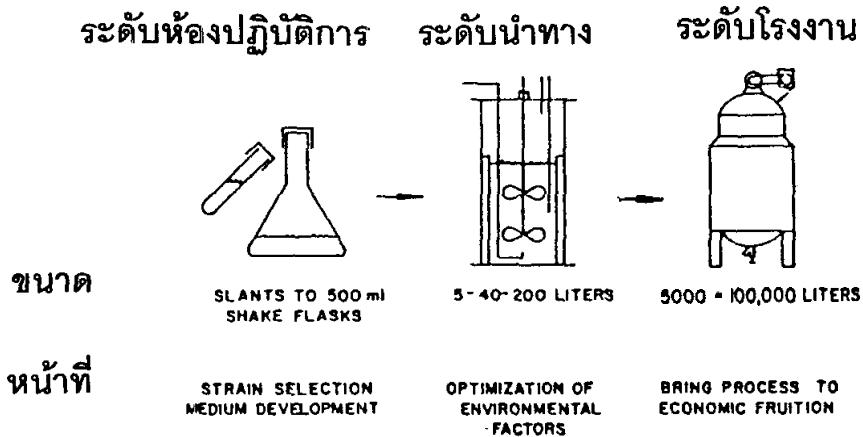 ระดับห้องปฏิบัติการ ระดับนำทาง ระดับโรงงาน
ขนาด
SLANTS TO 500 ml
SHAKE FLASKS
5-40-200 LITERS
5000 - 100,000 LITERS
หน้าที่
STRAIN SELECTION
MEDIUM DEVELOPMENT
OPTIMIZATION OF
ENVIRONMENTAL
FACTORS
BRING PROCESS TO
ECONOMIC FRUITION